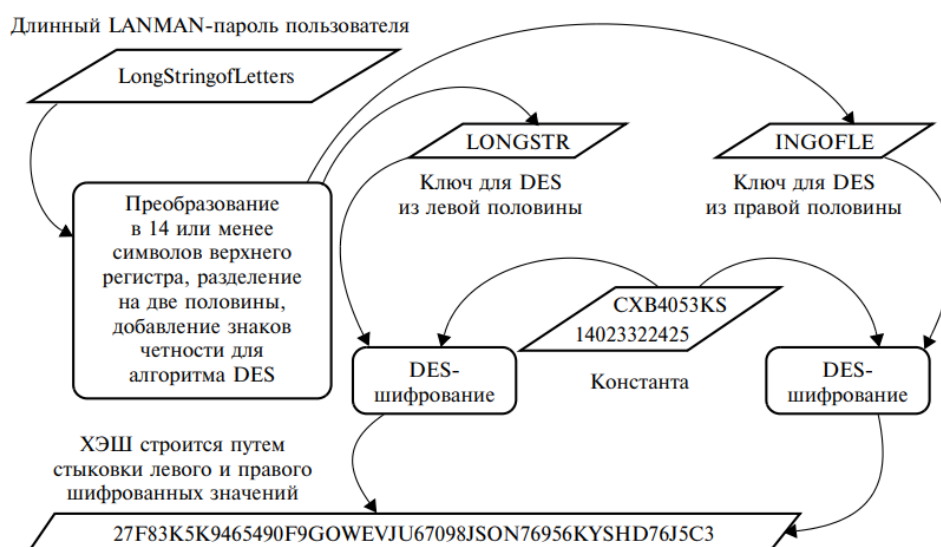 Длинный LANMAN-пароль пользователя
LongStringofLetters
LONGSTR
INGOFLE
Ключ для DES
из левой половины
Ключ для DES
из правой половины
Преобразование
в 14 или менее
символов верхнего
регистра, разделение
на две половины,
добавление знаков
четности для
алгоритма DES
CXB4053KS
14023322425
Константа
DES-
шифрование
DES-
шифрование
ХЭШ строится путем
стыковки левого и правого
шифрованных значений
27F83K5K9465490F9GOWEVJU67098JSON76956KYSHD76J5C3